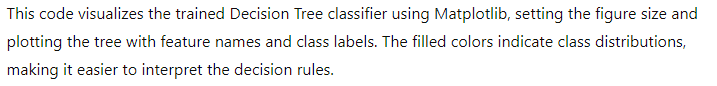 This code visualizes the trained Decision Tree classifier using Matplotlib, setting the figure size and
plotting the tree with feature names and class labels. The filled colors indicate class distributions,
making it easier to interpret the decision rules.